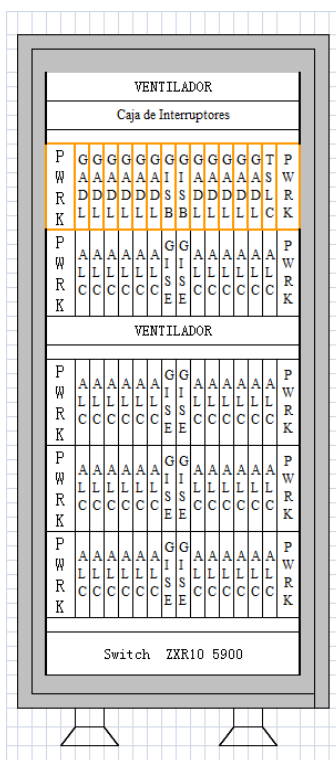 VENTILADOR
Caja de Interruptores
PWRK GADL GADL GADL GADL GADL GADL GISB GISB GADL GADL GADL GADL GADL TSLC PWRK
PWRK ALC ALC ALC ALC ALC ALC GISE GISE ALC ALC ALC ALC ALC ALC PWRK
VENTILADOR
PWRK ALC ALC ALC ALC ALC ALC GISE GISE ALC ALC ALC ALC ALC ALC PWRK
PWRK ALC ALC ALC ALC ALC ALC GISE GISE ALC ALC ALC ALC ALC ALC PWRK
PWRK ALC ALC ALC ALC ALC ALC GISE GISE ALC ALC ALC ALC ALC ALC PWRK
Switch ZXR10 5900